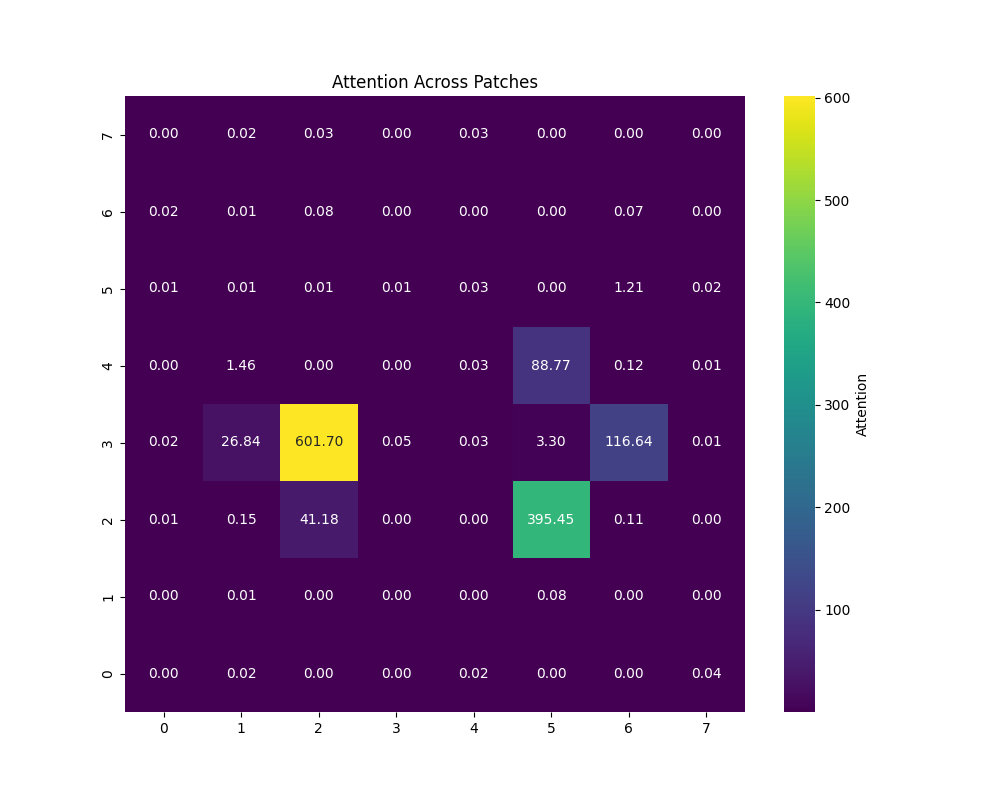 Attention Across Patches
7 0.00 0.02 0.03 0.00 0.03 0.00 0.00 0.00
6 0.02 0.01 0.08 0.00 0.00 0.00 0.07 0.00
5 0.01 0.01 0.01 0.01 0.03 0.00 1.21 0.02
4 0.00 1.46 0.00 0.00 0.03 88.77 0.12 0.01
3 0.02 26.84 601.70 0.05 0.03 3.30 116.64 0.01
2 0.01 0.15 41.18 0.00 0.00 395.45 0.11 0.00
1 0.00 0.01 0.00 0.00 0.00 0.08 0.00 0.00
0 0.00 0.02 0.00 0.00 0.02 0.00 0.00 0.04
0 1 2 3 4 5 6 7
600
500
400
300
200
100
Attention